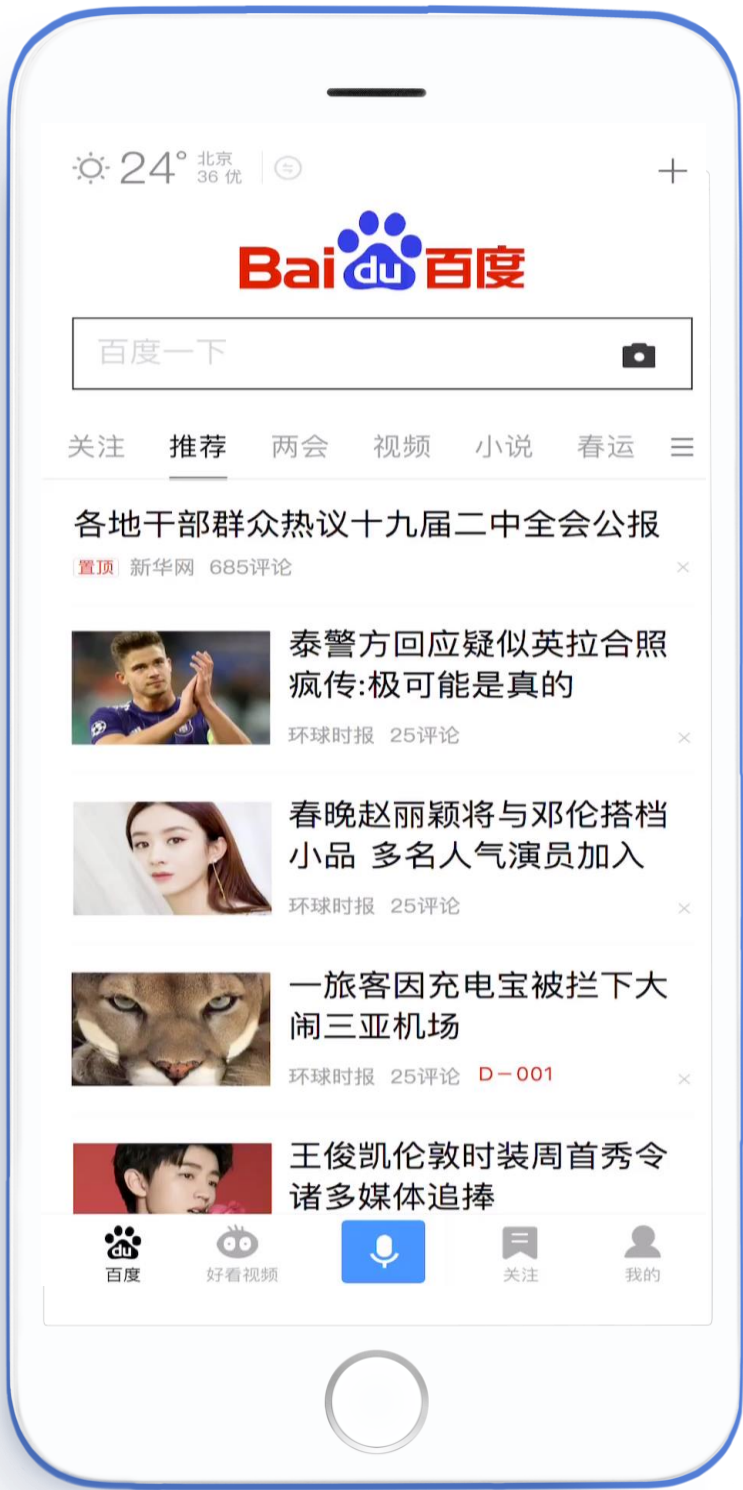 24° 北京
36 优
Bai du 百度
百度一下
关注 推荐 两会 视频 小说 春运
各地干部群众热议十九届二中全会公报
置顶 新华网 685评论
泰警方回应疑似英拉合照
疯传:极可能是真的
环球时报 25评论
春晚赵丽颖将与邓伦搭档
小品 多名人气演员加入
环球时报 25评论
一旅客因充电宝被拦下大
闹三亚机场
环球时报 25评论 D－001
王俊凯伦敦时装周首秀令
诸多媒体追捧
du
百度 好看视频 关注 我的